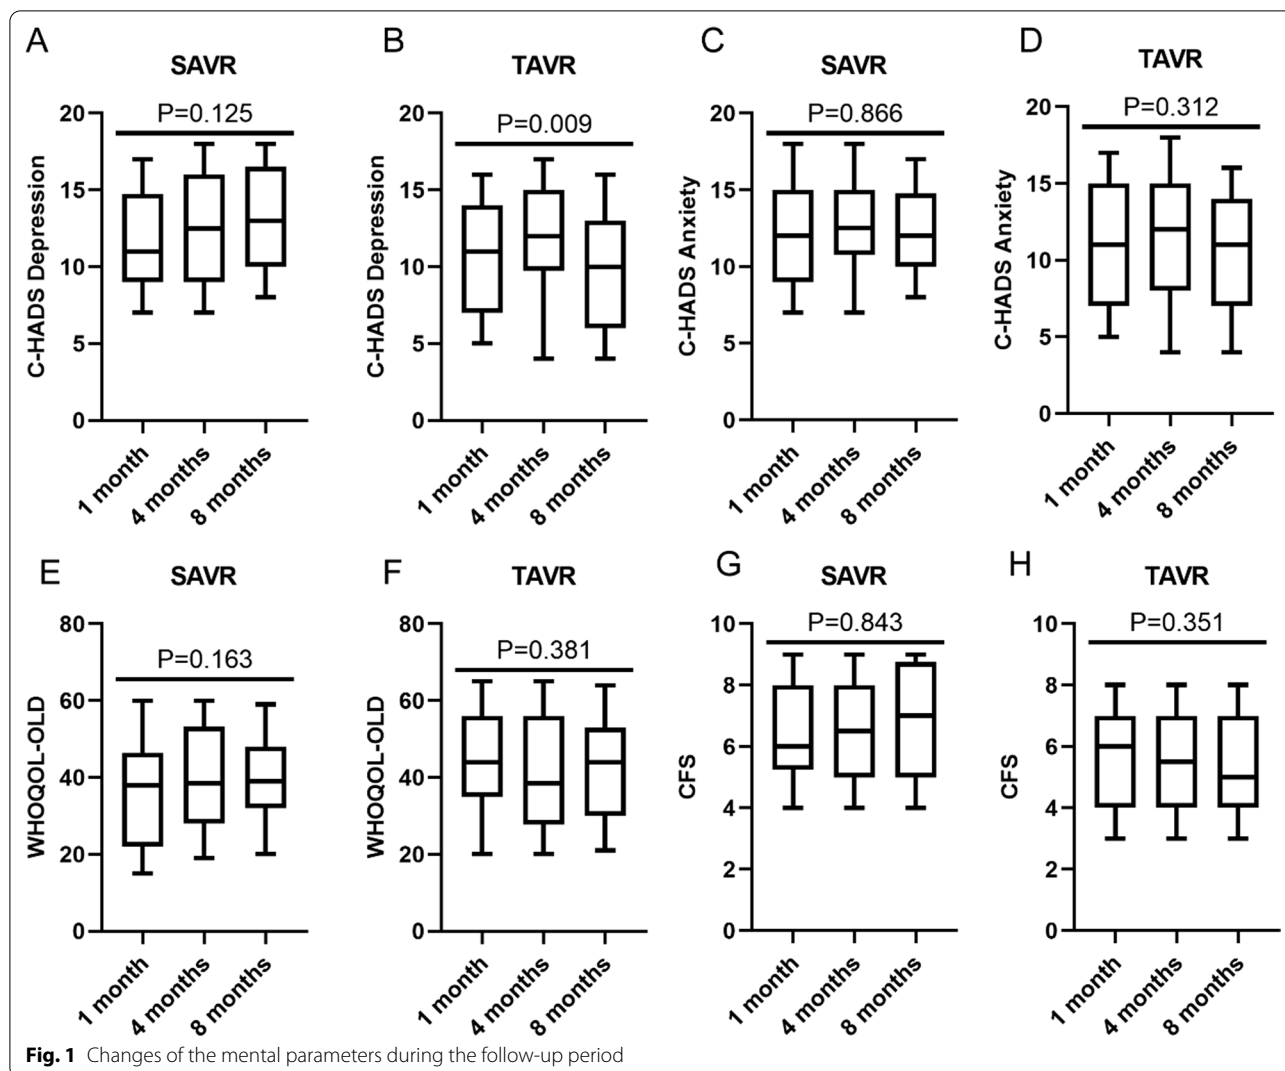 A
SAVR
P=0.125
C-HADS Depression
20
15
10
5
0
1 month
4 months
8 months
B
TAVR
P=0.009
C-HADS Depression
20
15
10
5
0
1 month
4 months
8 months
C
SAVR
P=0.866
C-HADS Anxiety
20
15
10
5
0
1 month
4 months
8 months
D
TAVR
P=0.312
C-HADS Anxiety
20
15
10
5
0
1 month
4 months
8 months
E
SAVR
P=0.163
WHOQOL-OLD
80
60
40
20
0
1 month
4 months
8 months
F
TAVR
P=0.381
WHOQOL-OLD
80
60
40
20
0
1 month
4 months
8 months
G
SAVR
P=0.843
CFS
10
8
6
4
2
0
1 month
4 months
8 months
H
TAVR
P=0.351
CFS
10
8
6
4
2
0
1 month
4 months
8 months
Fig. 1 Changes of the mental parameters during the follow-up period